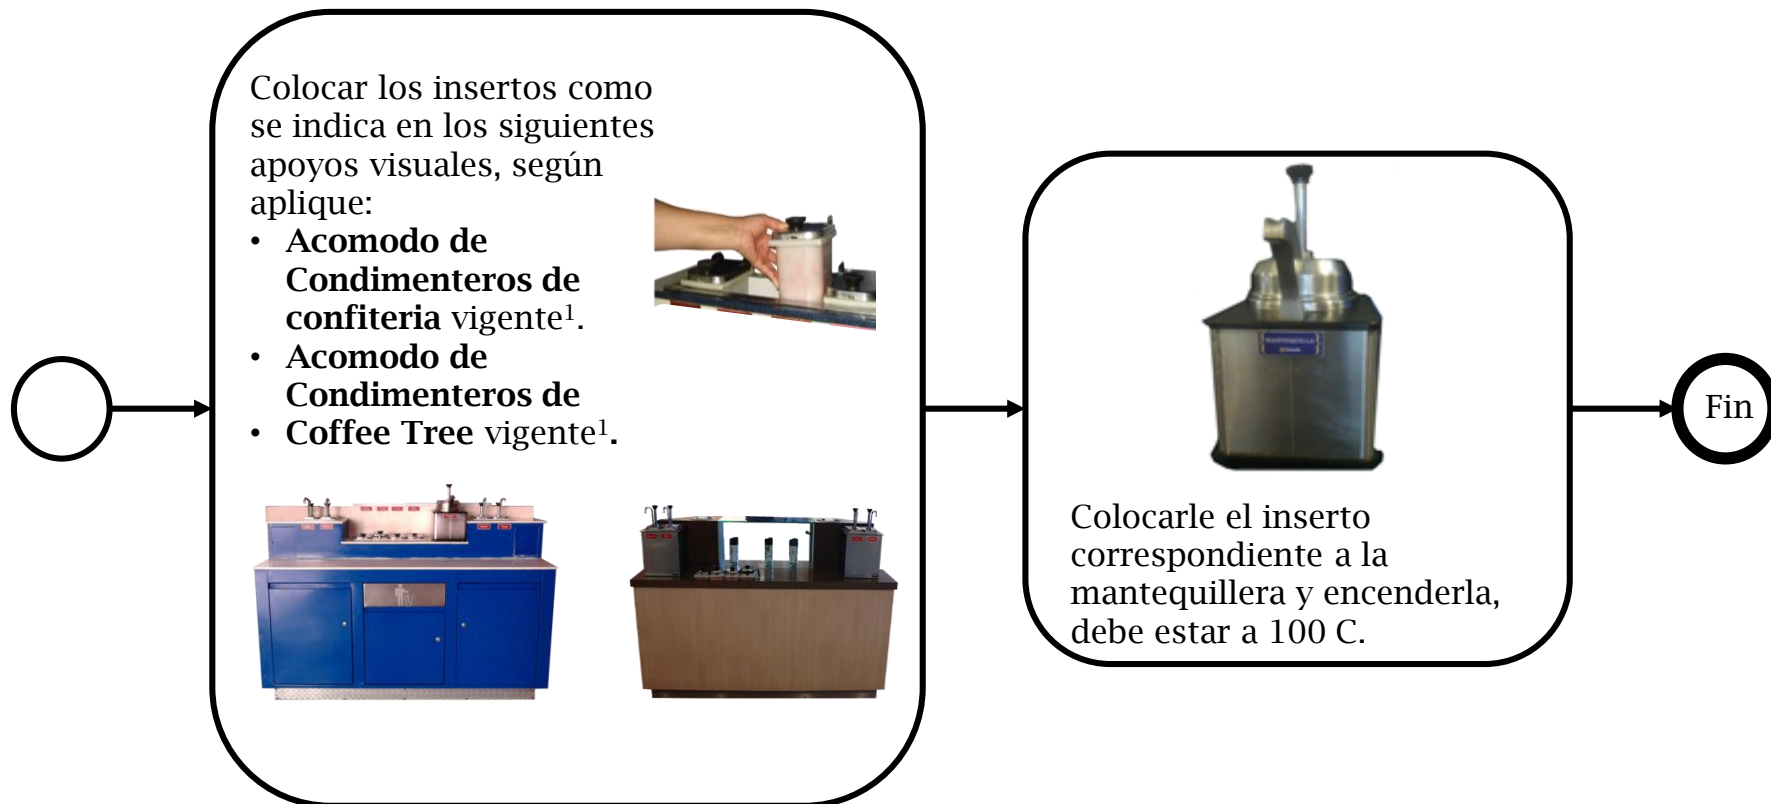 Colocar los insertos como
se indica en los siguientes
apoyos visuales, según
aplique:
• Acomodo de
Condimenteros de
confiteria vigente¹.
• Acomodo de
Condimenteros de
• Coffee Tree vigente¹.
MANTEQUILLA
Colocarle el inserto
correspondiente a la
mantequillera y encenderla,
debe estar a 100 C.
Fin